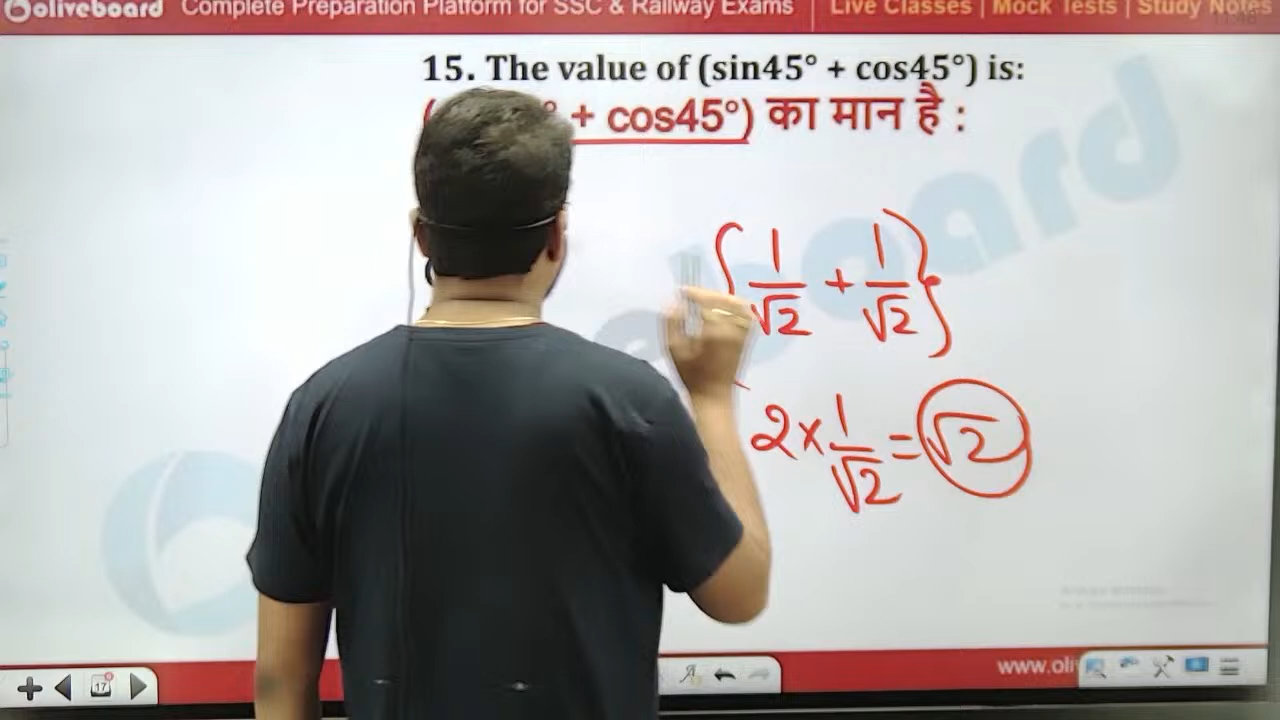 oliveboard Complete Preparation Platform for SSC & Railway Exams Live Classes | Mock Tests | Study Notes
15. The value of (sin45° + cos45°) is:
( ° + cos45°) का मान है :
{1/√2 + 1/√2}
2 × 1/√2 = √2
17
www.oli